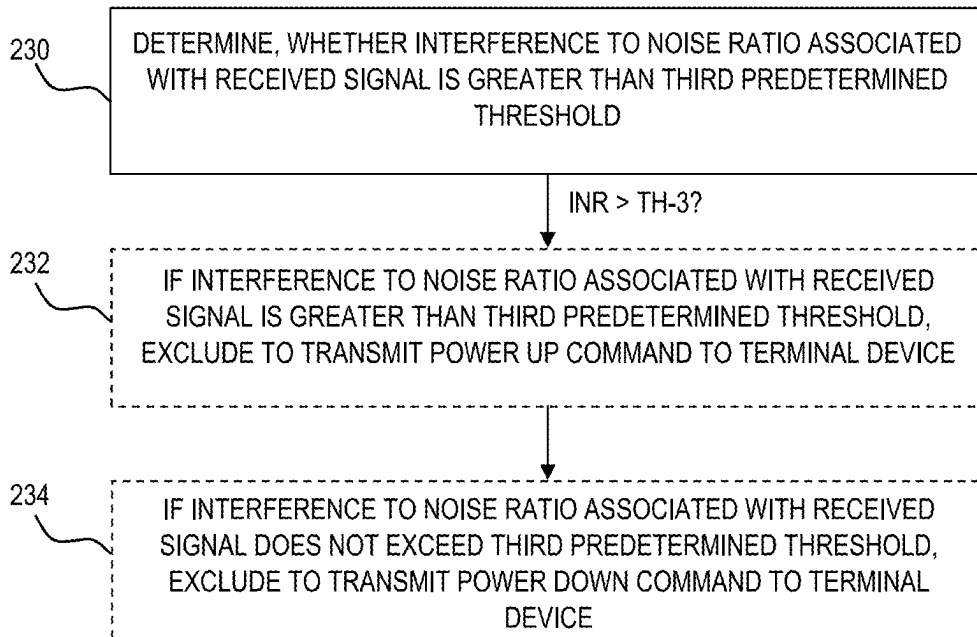 230
DETERMINE, WHETHER INTERFERENCE TO NOISE RATIO ASSOCIATED
WITH RECEIVED SIGNAL IS GREATER THAN THIRD PREDETERMINED
THRESHOLD
INR > TH-3?
232
IF INTERFERENCE TO NOISE RATIO ASSOCIATED WITH RECEIVED
SIGNAL IS GREATER THAN THIRD PREDETERMINED THRESHOLD,
EXCLUDE TO TRANSMIT POWER UP COMMAND TO TERMINAL DEVICE
234
IF INTERFERENCE TO NOISE RATIO ASSOCIATED WITH RECEIVED
SIGNAL DOES NOT EXCEED THIRD PREDETERMINED THRESHOLD,
EXCLUDE TO TRANSMIT POWER DOWN COMMAND TO TERMINAL
DEVICE